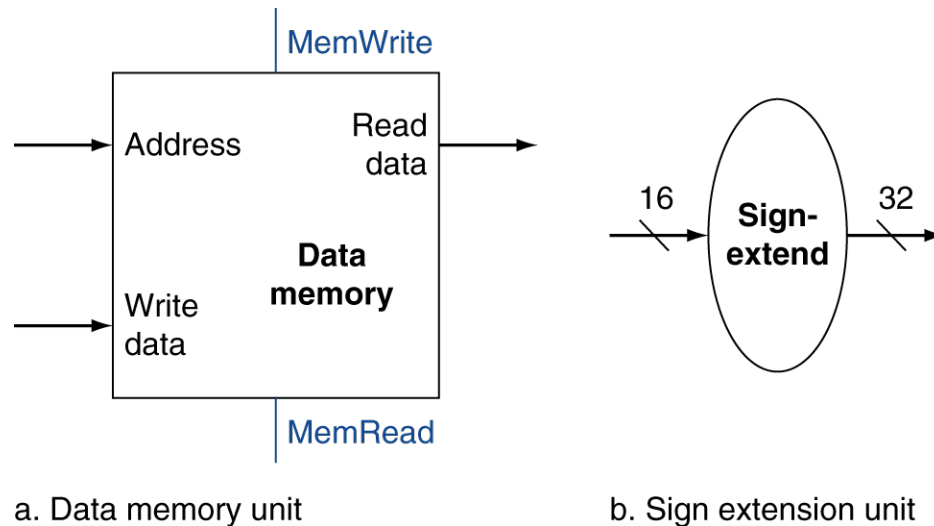 MemWrite
Address
Read
data
Data
memory
Write
data
MemRead
a. Data memory unit
16
Sign-
extend
32
b. Sign extension unit